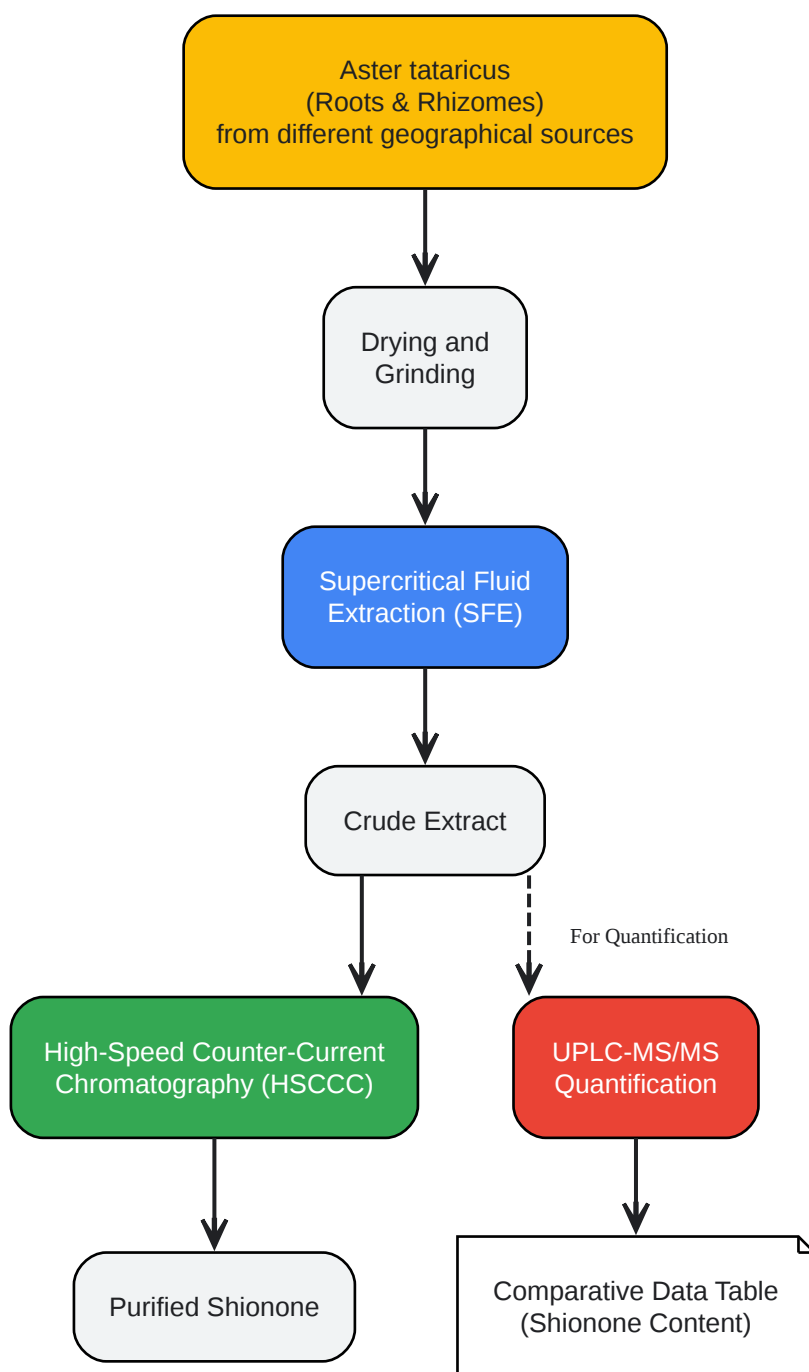 Aster tataricus
(Roots & Rhizomes)
from different geographical sources
Drying and
Grinding
Supercritical Fluid
Extraction (SFE)
Crude Extract
For Quantification
High-Speed Counter-Current
Chromatography (HSCCC)
UPLC-MS/MS
Quantification
Purified Shionone
Comparative Data Table
(Shionone Content)